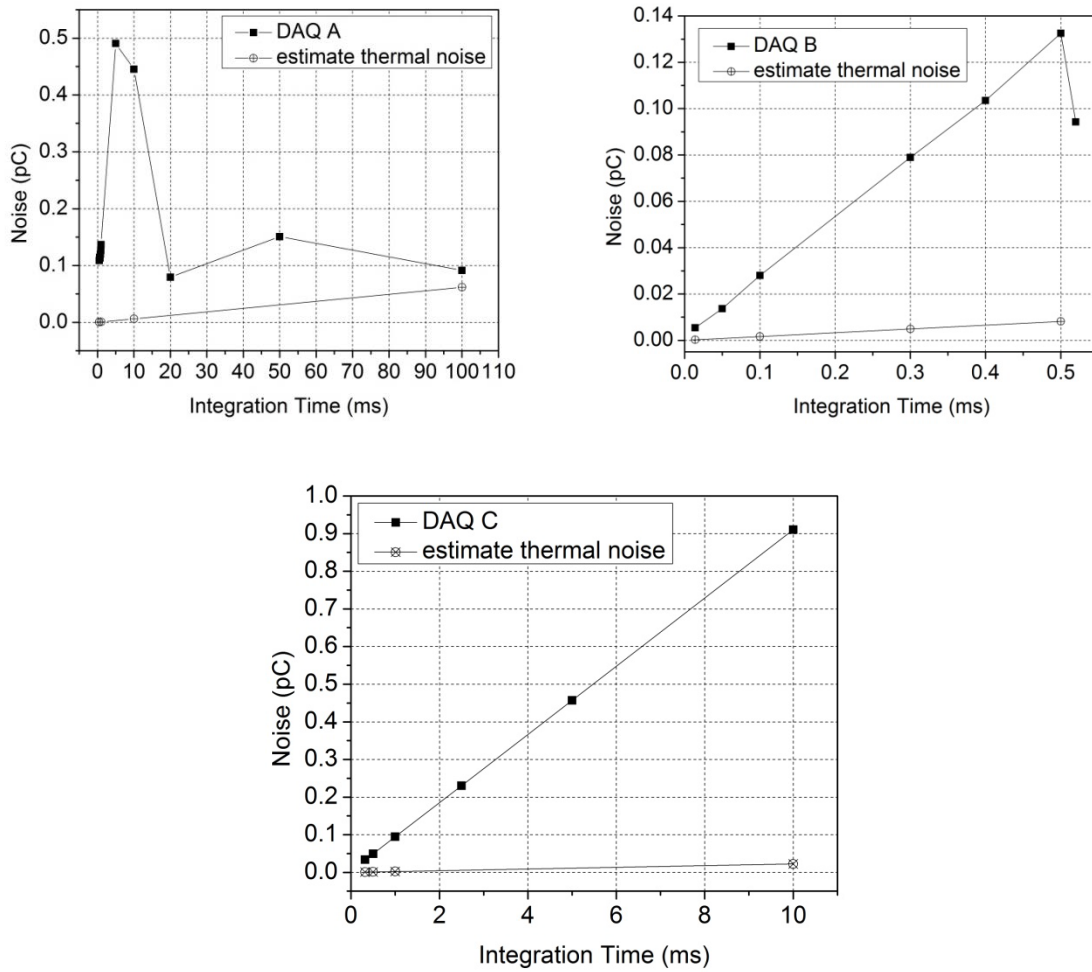 DAQ A
estimate thermal noise
0.5
0.4
0.3
0.2
0.1
0.0
Noise (pC)
0 10 20 30 40 50 60 70 80 90 100 110
Integration Time (ms)
DAQ B
estimate thermal noise
0.14
0.12
0.10
0.08
0.06
0.04
0.02
0.00
Noise (pC)
0.0 0.1 0.3 0.4 0.5
Integration Time (ms)
DAQ C
estimate thermal noise
1.0
0.9
0.8
0.7
0.6
0.5
0.4
0.3
0.2
0.1
0.0
Noise (pC)
0 2 4 6 8 10
Integration Time (ms)